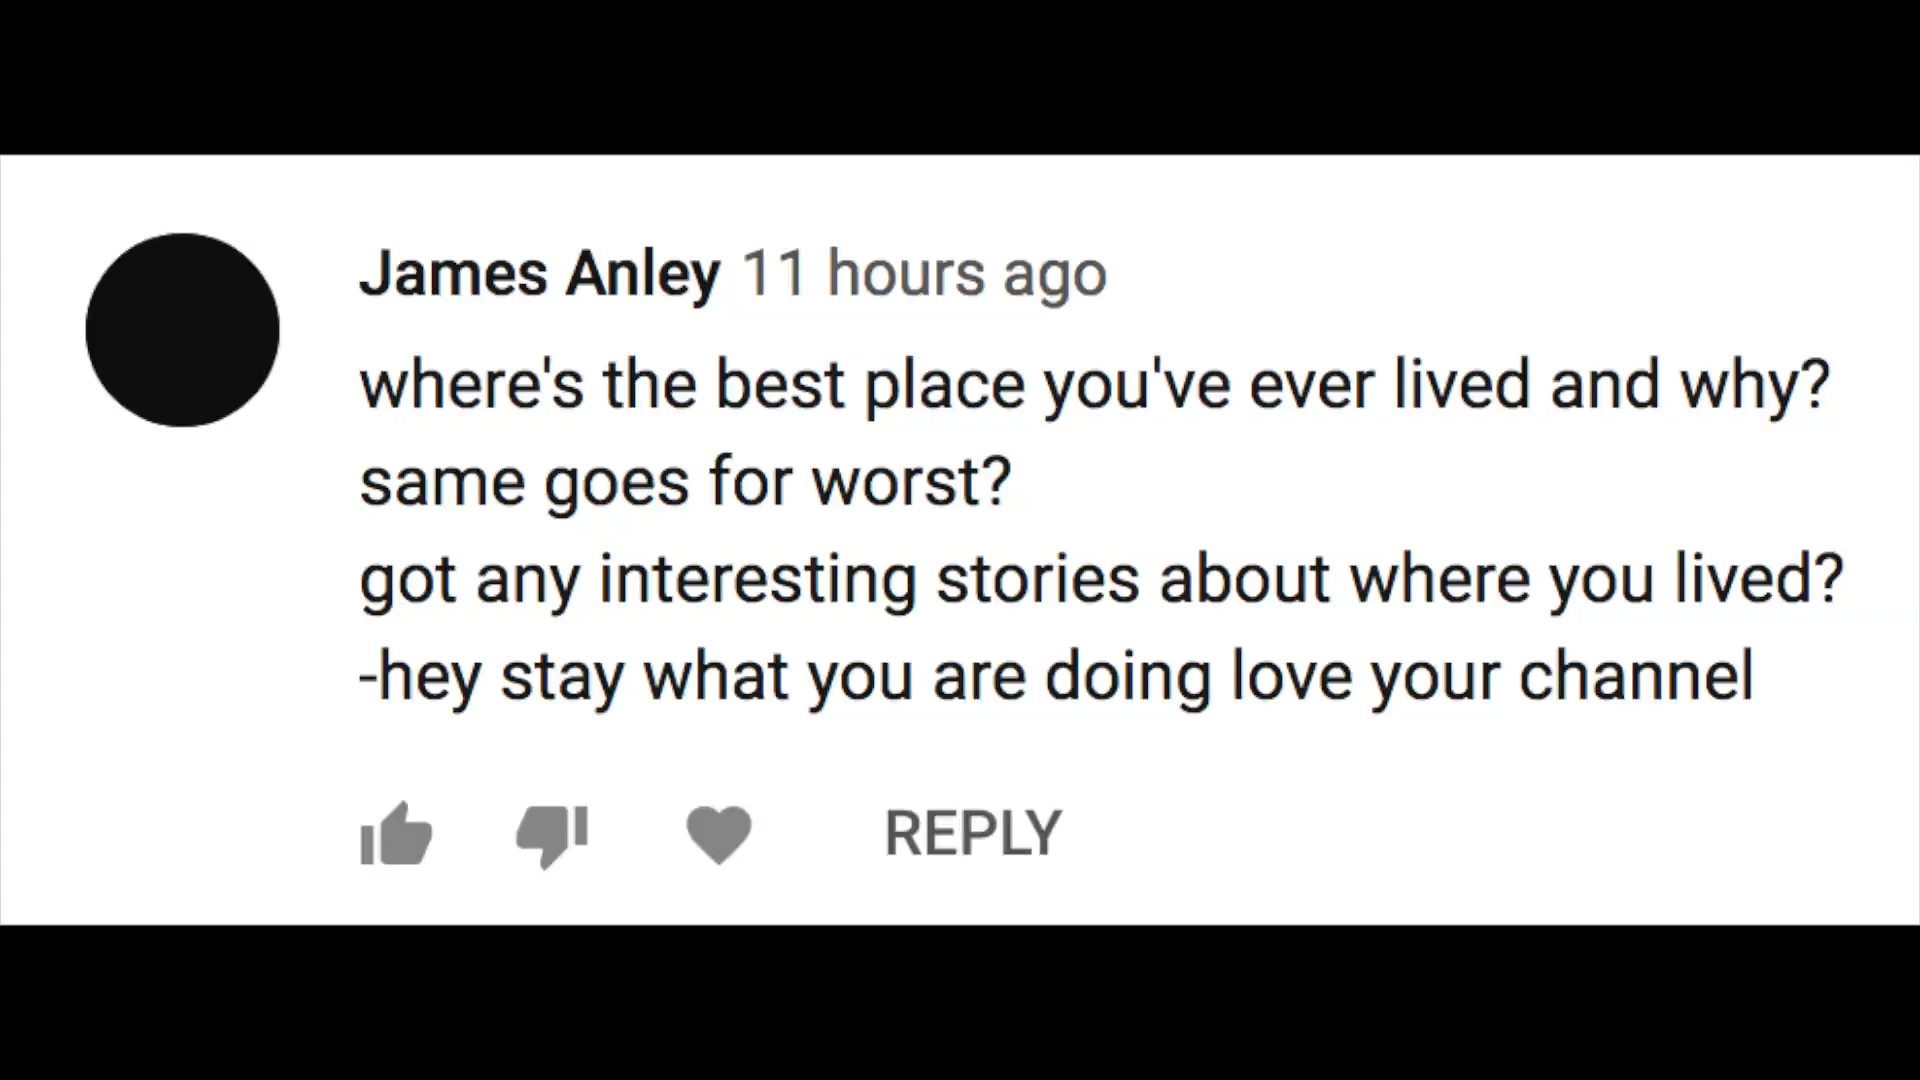 James Anley 11 hours ago
where's the best place you've ever lived and why?
same goes for worst?
got any interesting stories about where you lived?
-hey stay what you are doing love your channel
REPLY